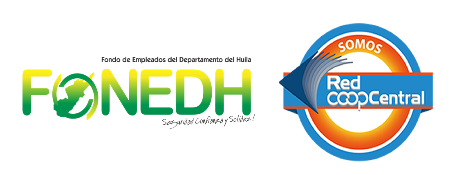 Fondo de Empleados del Departamento del Huila
FONEDH
Seguridad Confianza y Solidez!
SOMOS
Red
COOPCentral